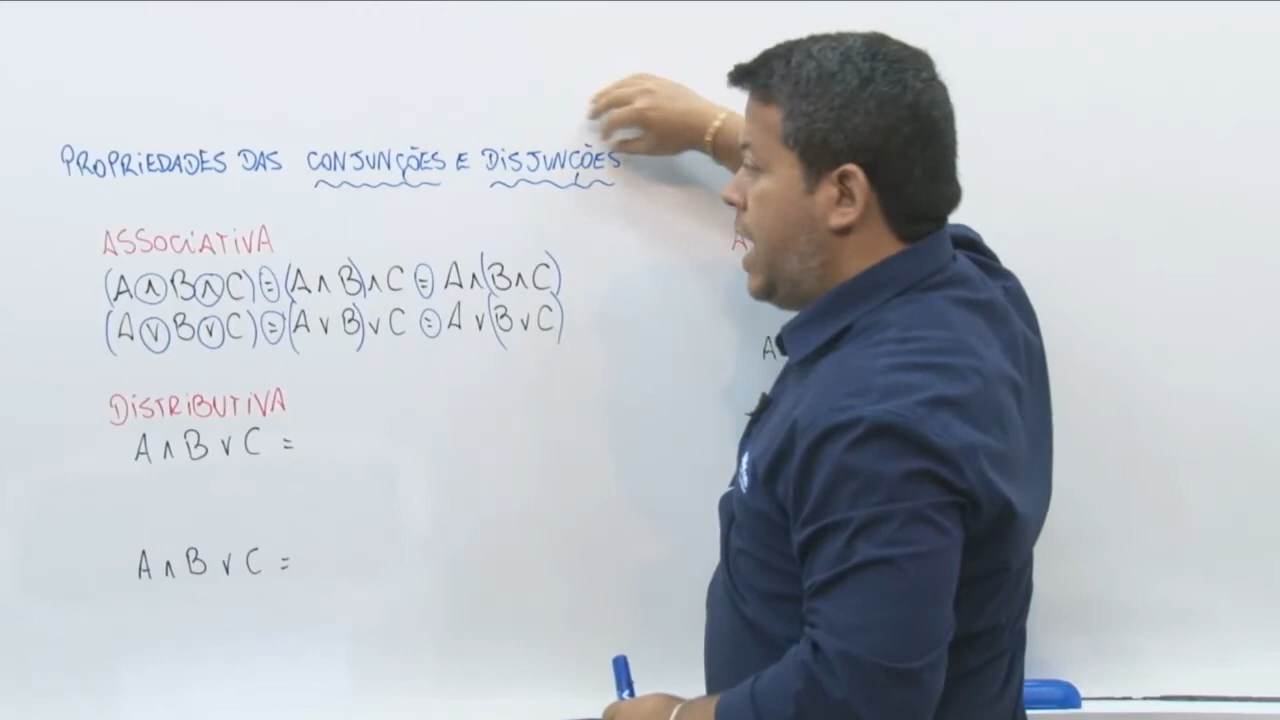 PROPRIEDADES DAS CONJUNÇÕES E DISJUNÇÕES
ASSOCIATIVA
(A ∧ B ∧ C) = (A ∧ B) ∧ C = A ∧ (B ∧ C)
(A ∨ B ∨ C) = (A ∨ B) ∨ C = A ∨ (B ∨ C)
DISTRIBUTIVA
A ∧ B ∨ C =
A ∧ B ∨ C =
A
A